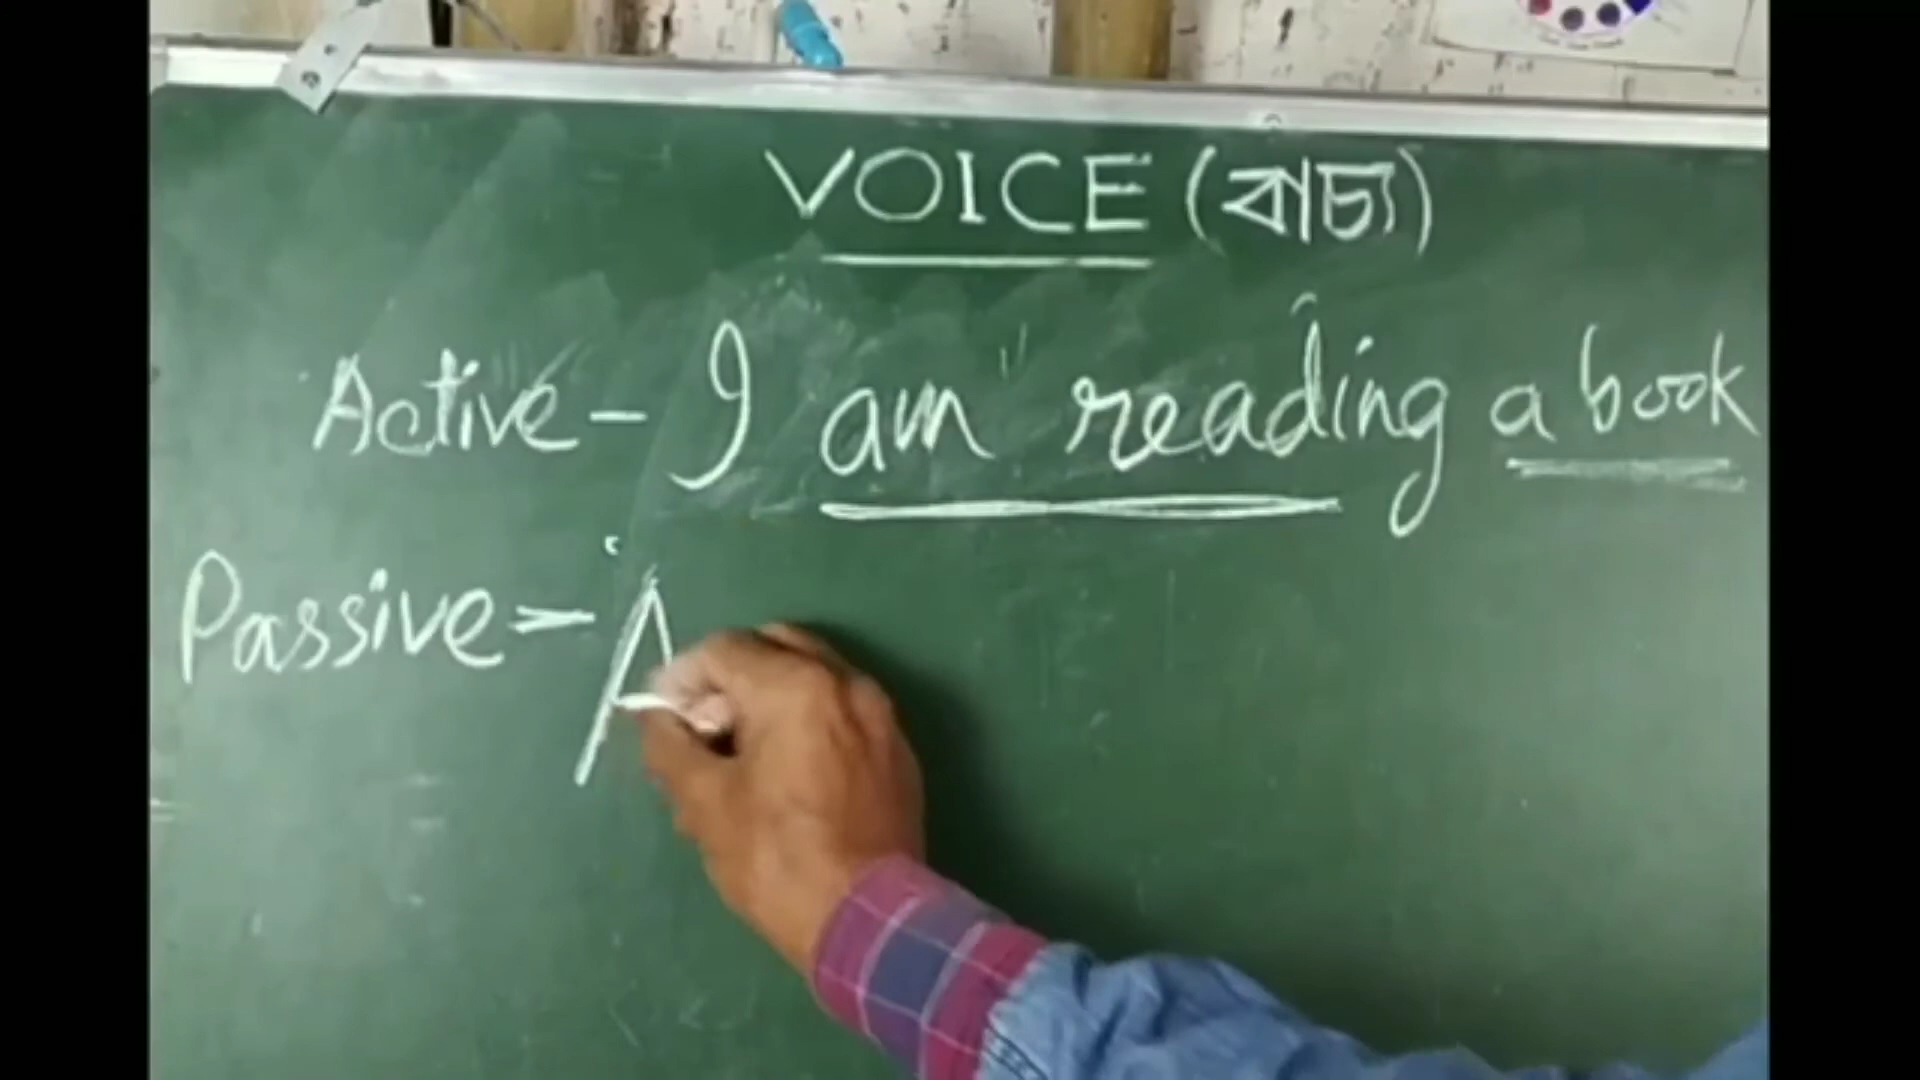 VOICE (বাচ্য)
Active - I am reading a book
Passive - A